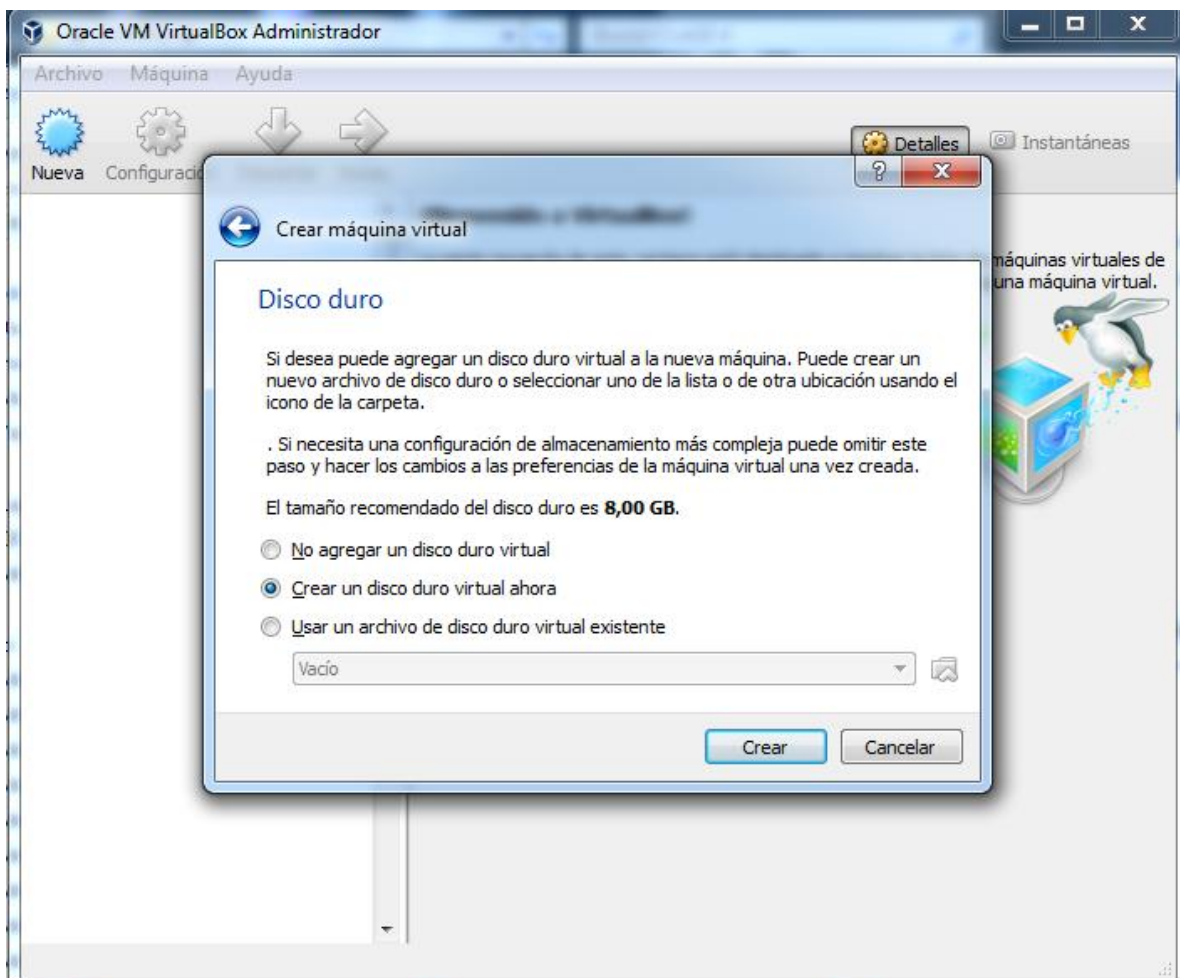 Oracle VM VirtualBox Administrador
Archivo Máquina Ayuda
Nueva
Detalles
Instantáneas
máquinas virtuales de
una máquina virtual.
Crear máquina virtual
Disco duro
Si desea puede agregar un disco duro virtual a la nueva máquina. Puede crear un
nuevo archivo de disco duro o seleccionar uno de la lista o de otra ubicación usando el
icono de la carpeta.
. Si necesita una configuración de almacenamiento más compleja puede omitir este
paso y hacer los cambios a las preferencias de la máquina virtual una vez creada.
El tamaño recomendado del disco duro es 8,00 GB.
No agregar un disco duro virtual
Crear un disco duro virtual ahora
Usar un archivo de disco duro virtual existente
Vacío
Crear
Cancelar